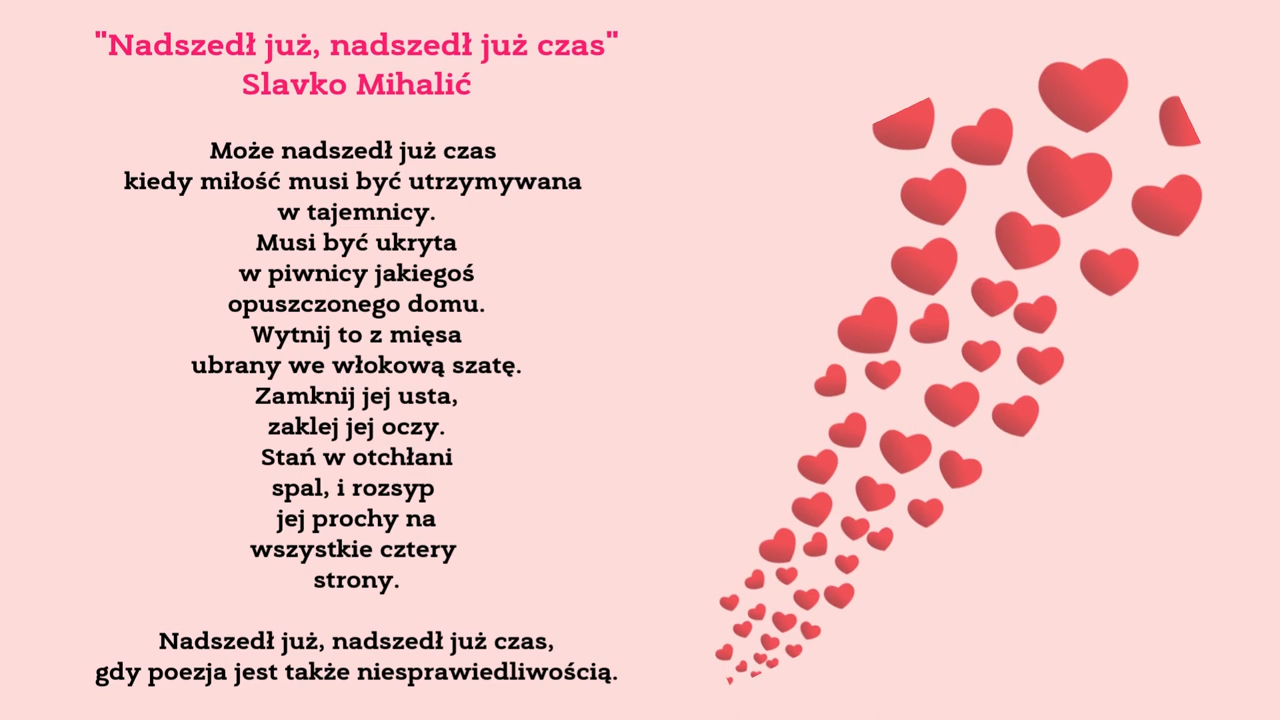 "Nadszedł już, nadszedł już czas"
Slavko Mihalić
Może nadszedł już czas
kiedy miłość musi być utrzymywana
w tajemnicy.
Musi być ukryta
w piwnicy jakiegoś
opuszczonego domu.
Wytnij to z mięsa
ubrany we włokową szatę.
Zamknij jej usta,
zaklej jej oczy.
Stań w otchłani
spal, i rozsyp
jej prochy na
wszystkie cztery
strony.
Nadszedł już, nadszedł już czas,
gdy poezja jest także niesprawiedliwością.